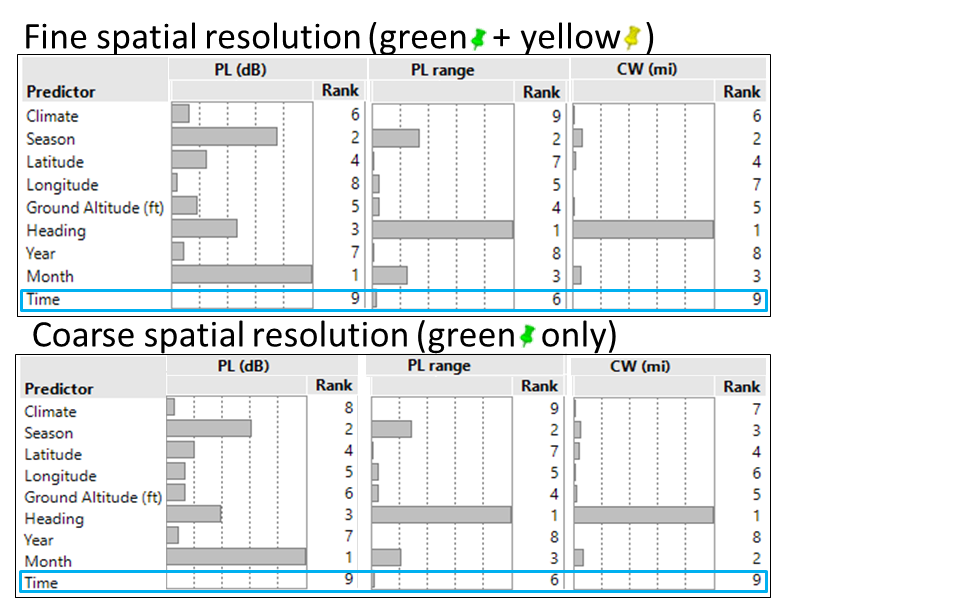 Fine spatial resolution (green + yellow)
PL (dB) PL range CW (mi)
Predictor Rank Rank Rank
Climate 6 9 6
Season 2 2 2
Latitude 4 7 4
Longitude 8 5 7
Ground Altitude (ft) 5 4 5
Heading 3 1 1
Year 7 8 8
Month 1 3 3
Time 9 6 9
Coarse spatial resolution (green only)
PL (dB) PL range CW (mi)
Predictor Rank Rank Rank
Climate 8 9 7
Season 2 2 3
Latitude 4 7 4
Longitude 5 5 6
Ground Altitude (ft) 6 4 5
Heading 3 1 1
Year 7 8 8
Month 1 3 2
Time 9 6 9